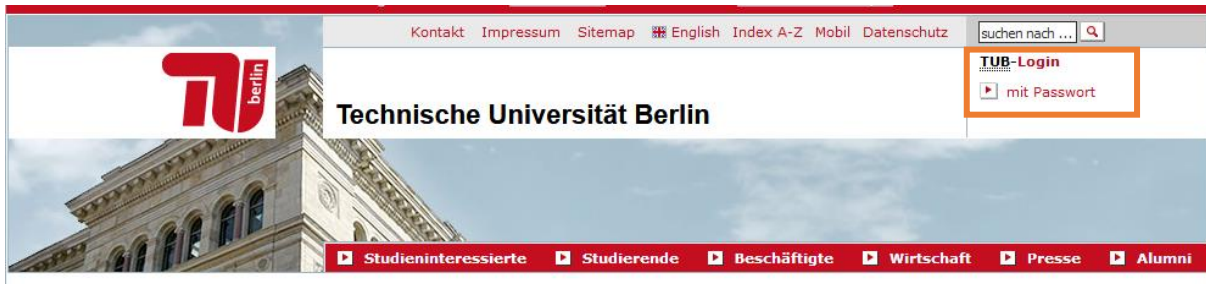 Kontakt Impressum Sitemap English Index A-Z Mobil Datenschutz suchen nach ...
TUB-Login
mit Passwort
berlin
Technische Universität Berlin
Studieninteressierte Studierende Beschäftigte Wirtschaft Presse Alumni